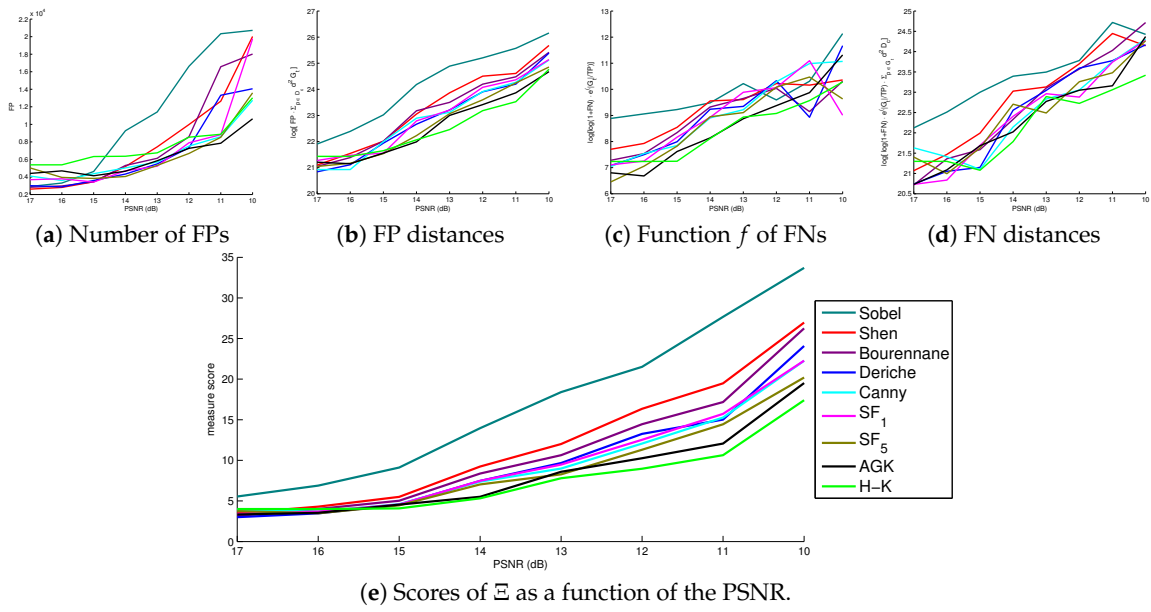 x 10^4
2.2
2
1.8
1.6
1.4
1.2
1
0.8
0.6
0.4
0.2
FP
17 16 15 14 13 12 11 10
PSNR (dB)
(a) Number of FPs
27
26
25
24
23
22
21
20
17 16 15 14 13 12 11 10
PSNR (dB)
(b) FP distances
13
12
11
10
9
8
7
6
17 16 15 14 13 12 11 10
PSNR (dB)
(c) Function f of FNs
25
24.5
24
23.5
23
22.5
22
21.5
21
20.5
17 16 15 14 13 12 11 10
PSNR (dB)
(d) FN distances
35
30
25
20
15
10
5
0
measure score
17 16 15 14 13 12 11 10
PSNR (dB)
Sobel
Shen
Bourennane
Deriche
Canny
SF_1
SF_5
AGK
H−K
(e) Scores of Ξ as a function of the PSNR.